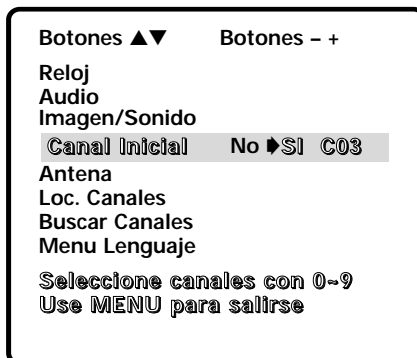 Botones ▲▼ Botones – +
Reloj
Audio
Imagen/Sonido
Canal Inicial No ➧SI C03
Antena
Loc. Canales
Buscar Canales
Menu Lenguaje
Seleccione canales con 0~9
Use MENU para salirse